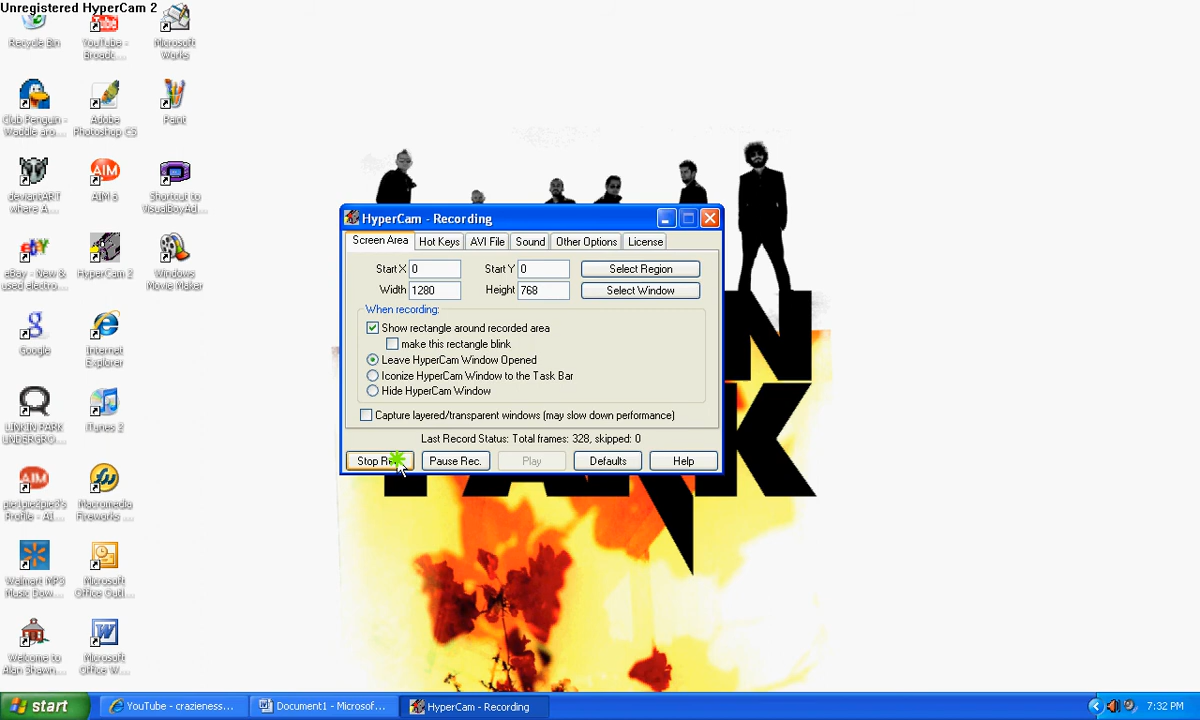 Unregistered HyperCam 2
Recycle Bin
YouTube - Broadc...
Microsoft Works
Club Penguin - Waddle aro...
Adobe Photoshop CS
Paint
deviantART where A...
AIM 6
Shortcut to VisualBoyAd...
eBay - New & used electro...
HyperCam 2
Windows Movie Maker
Google
Internet Explorer
LINKIN PARK UNDERGRO...
iTunes 2
Profile - AI...
Macromedia Fireworks ...
Walmart MP3 Music Dow...
Microsoft Office Outl...
Welcome to Alan Shawn...
Microsoft Office W...
HyperCam - Recording
Screen Area
Hot Keys
AVI File
Sound
Other Options
License
Start X 0
Start Y 0
Select Region
Width 1280
Height 768
Select Window
When recording:
Show rectangle around recorded area
make this rectangle blink
Leave HyperCam Window Opened
Iconize HyperCam Window to the Task Bar
Hide HyperCam Window
Capture layered/transparent windows (may slow down performance)
Last Record Status: Total frames: 328, skipped: 0
Stop
Pause Rec.
Play
Defaults
Help
start
YouTube - crazieness...
Document1 - Microsof...
HyperCam - Recording
7:32 PM